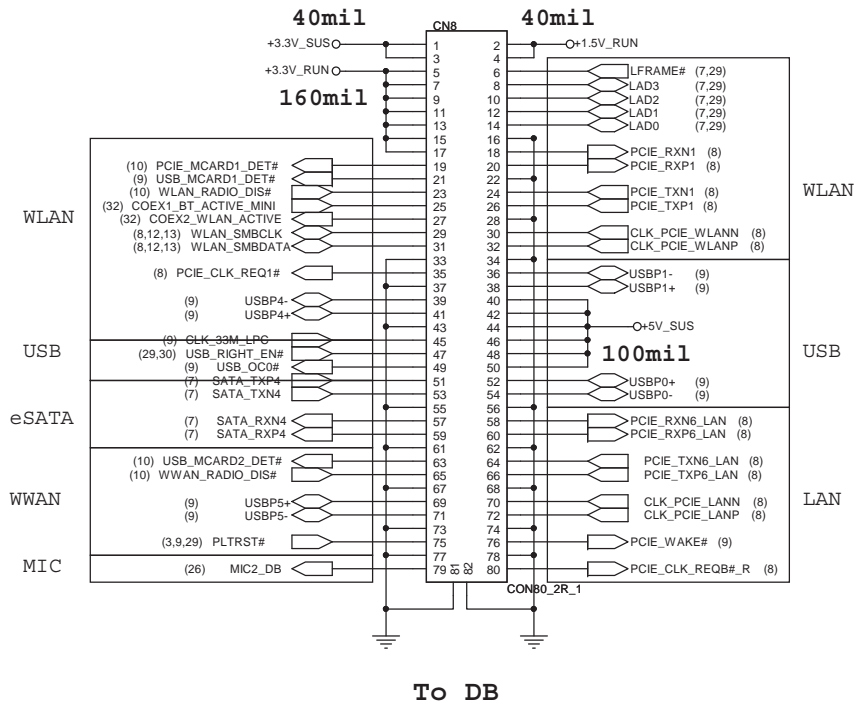 40mil 40mil
CN8
+3.3V_SUS 1 2 +1.5V_RUN
3 4
+3.3V_RUN 5 6 LFRAME# (7,29)
7 8 LAD3 (7,29)
160mil 9 10 LAD2 (7,29)
11 12 LAD1 (7,29)
13 14 LAD0 (7,29)
15 16
17 18 PCIE_RXN1 (8)
(10) PCIE_MCARD1_DET# 19 20 PCIE_RXP1 (8)
(9) USB_MCARD1_DET# 21 22
(10) WLAN_RADIO_DIS# 23 24 PCIE_TXN1 (8)
WLAN
(32) COEX1_BT_ACTIVE_MINI 25 26 PCIE_TXP1 (8)
WLAN
(32) COEX2_WLAN_ACTIVE 27 28
(8,12,13) WLAN_SMBCLK 29 30 CLK_PCIE_WLANN (8)
(8,12,13) WLAN_SMBDATA 31 32 CLK_PCIE_WLANP (8)
33 34
(8) PCIE_CLK_REQ1# 35 36 USBP1- (9)
37 38 USBP1+ (9)
(9) USBP4- 39 40
(9) USBP4+ 41 42
43 44 +5V_SUS
(9) CLK_33M_LPC 45 46
USB (29,30) USB_RIGHT_EN# 47 48 100mil USB
(9) USB_OC0# 49 50
(7) SATA_TXP4 51 52 USBP0+ (9)
(7) SATA_TXN4 53 54 USBP0- (9)
55 56
eSATA (7) SATA_RXN4 57 58 PCIE_RXN6_LAN (8)
(7) SATA_RXP4 59 60 PCIE_RXP6_LAN (8)
61 62
(10) USB_MCARD2_DET# 63 64 PCIE_TXN6_LAN (8)
(10) WWAN_RADIO_DIS# 65 66 PCIE_TXP6_LAN (8)
67 68
WWAN (9) USBP5+ 69 70 CLK_PCIE_LANN (8) LAN
(9) USBP5- 71 72 CLK_PCIE_LANP (8)
73 74
(3,9,29) PLTRST# 75 76 PCIE_WAKE# (9)
77 78
MIC (26) MIC2_DB 79 81 82 80 PCIE_CLK_REQB#_R (8)
CON80_2R_1
To DB